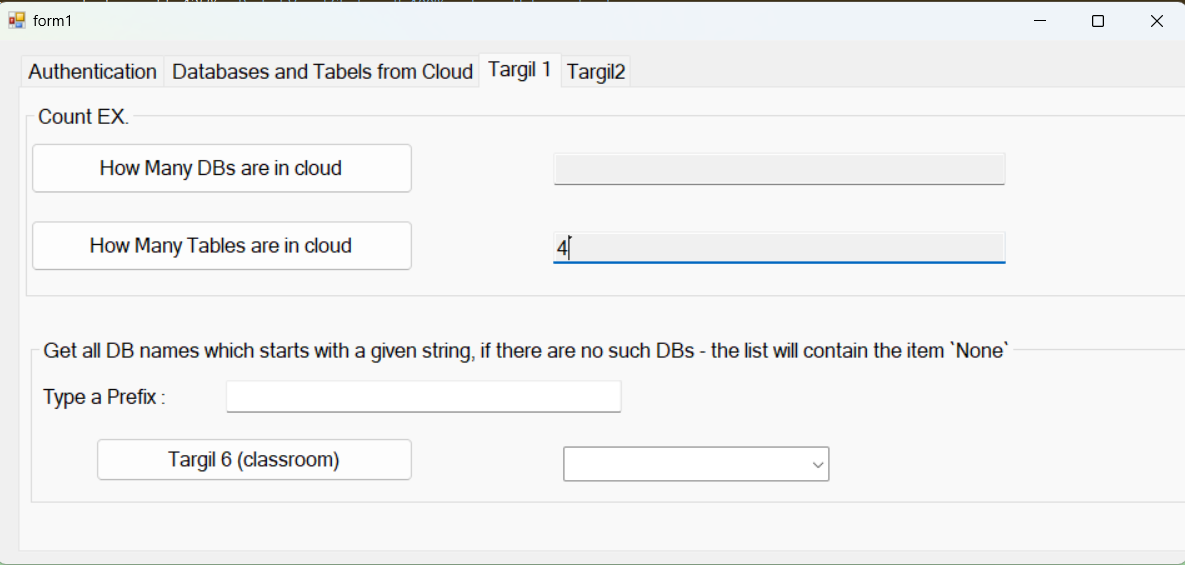 form1
Authentication Databases and Tabels from Cloud Targil 1 Targil2
Count EX.
How Many DBs are in cloud
How Many Tables are in cloud 4
Get all DB names which starts with a given string, if there are no such DBs - the list will contain the item `None`
Type a Prefix :
Targil 6 (classroom)